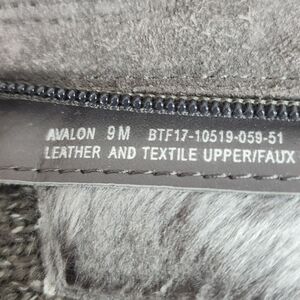 AVALON 9M BTF17-10519-059-51
LEATHER AND TEXTILE UPPER/FAUX